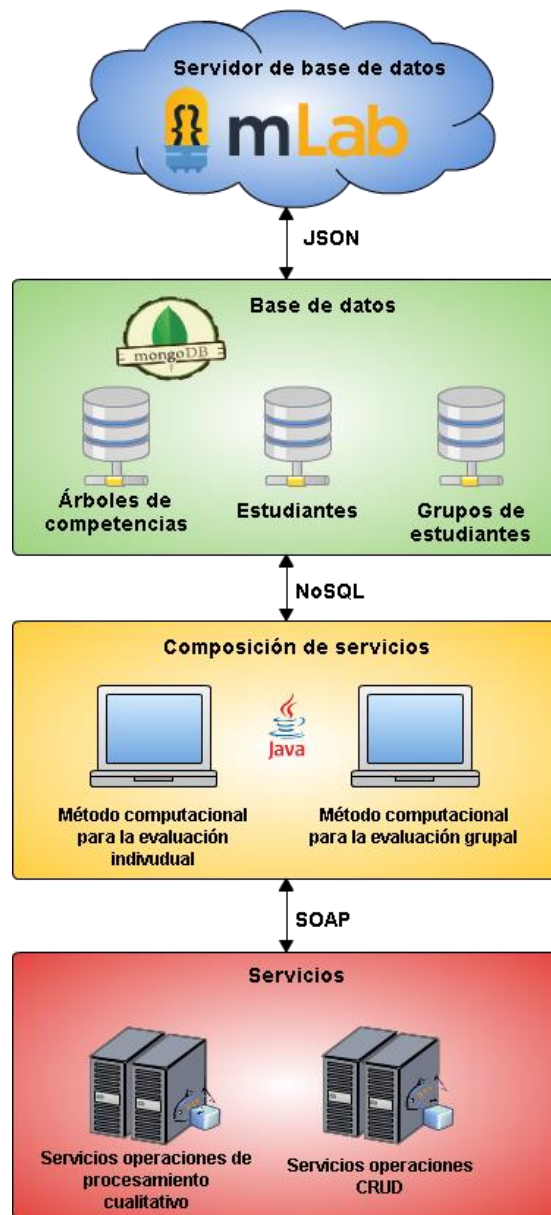 Servidor de base de datos
mLab
JSON
Base de datos
mongoDB
Árboles de
competencias
Estudiantes
Grupos de
estudiantes
NoSQL
Composición de servicios
Java
Método computacional
para la evaluación
indivudual
Método computacional
para la evaluación grupal
SOAP
Servicios
Servicios operaciones de
procesamiento
cualitativo
Servicios operaciones
CRUD